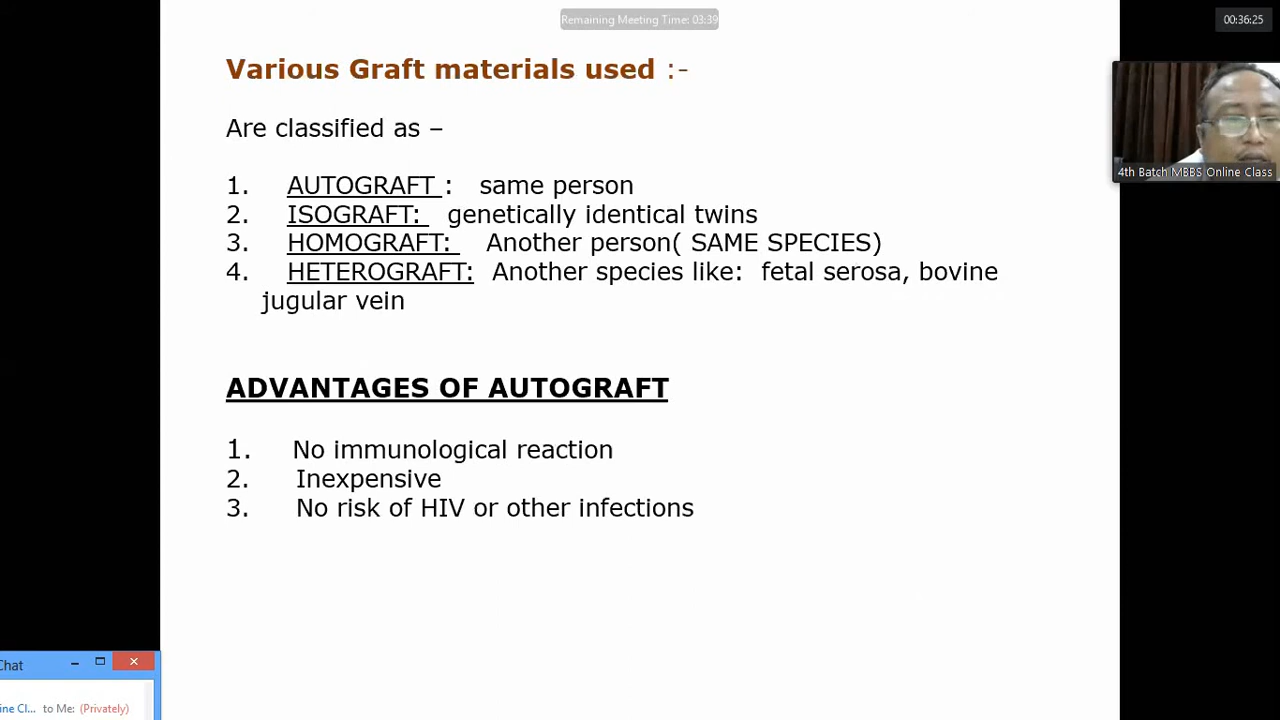 Remaining Meeting Time: 03:39
00:36:25
Various Graft materials used :-
Are classified as –
1. AUTOGRAFT : same person
2. ISOGRAFT: genetically identical twins
3. HOMOGRAFT: Another person( SAME SPECIES)
4. HETEROGRAFT: Another species like: fetal serosa, bovine
jugular vein
4th Batch MBBS Online Class
ADVANTAGES OF AUTOGRAFT
1. No immunological reaction
2. Inexpensive
3. No risk of HIV or other infections
Chat
ine Cl... to Me: (Privately)